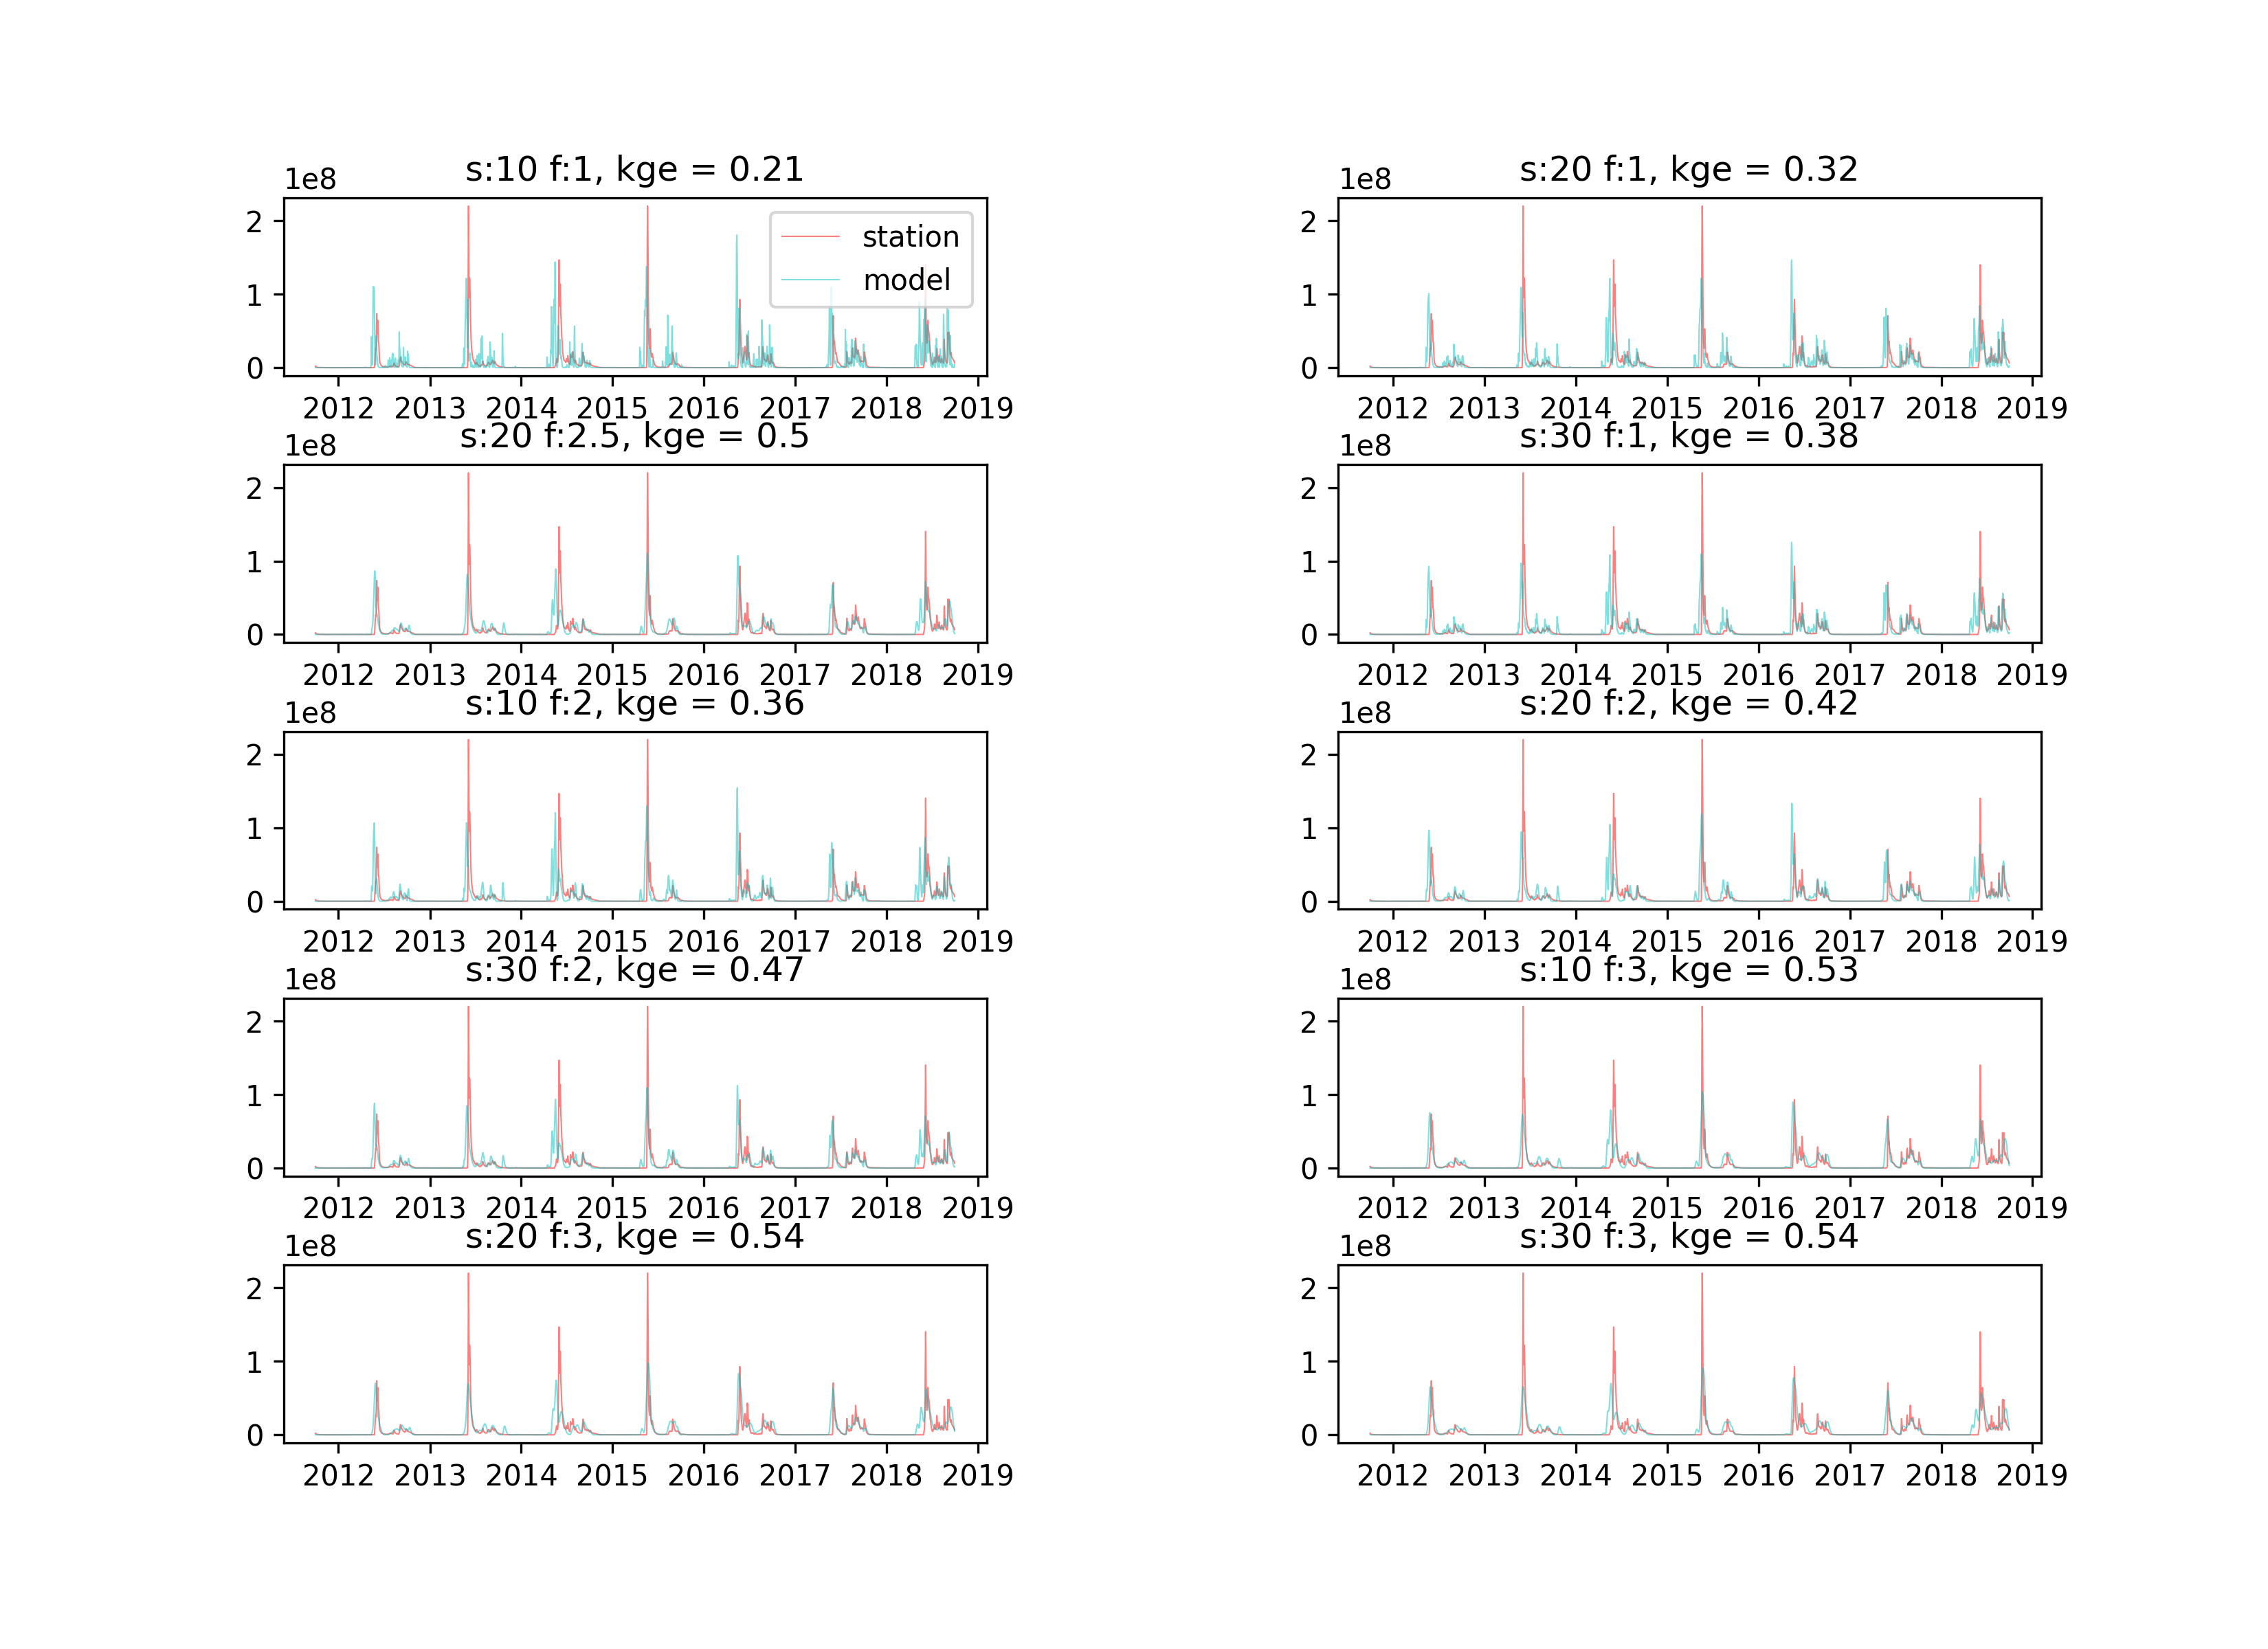 s:10 f:1, kge = 0.21
1e8
2
1
0
station
model
2012 2013 2014 2015 2016 2017 2018 2019
s:20 f:1, kge = 0.32
1e8
2
1
0
2012 2013 2014 2015 2016 2017 2018 2019
s:20 f:2.5, kge = 0.5
1e8
2
1
0
2012 2013 2014 2015 2016 2017 2018 2019
s:30 f:1, kge = 0.38
1e8
2
1
0
2012 2013 2014 2015 2016 2017 2018 2019
s:10 f:2, kge = 0.36
1e8
2
1
0
2012 2013 2014 2015 2016 2017 2018 2019
s:20 f:2, kge = 0.42
1e8
2
1
0
2012 2013 2014 2015 2016 2017 2018 2019
s:30 f:2, kge = 0.47
1e8
2
1
0
2012 2013 2014 2015 2016 2017 2018 2019
s:10 f:3, kge = 0.53
1e8
2
1
0
2012 2013 2014 2015 2016 2017 2018 2019
s:20 f:3, kge = 0.54
1e8
2
1
0
2012 2013 2014 2015 2016 2017 2018 2019
s:30 f:3, kge = 0.54
1e8
2
1
0
2012 2013 2014 2015 2016 2017 2018 2019